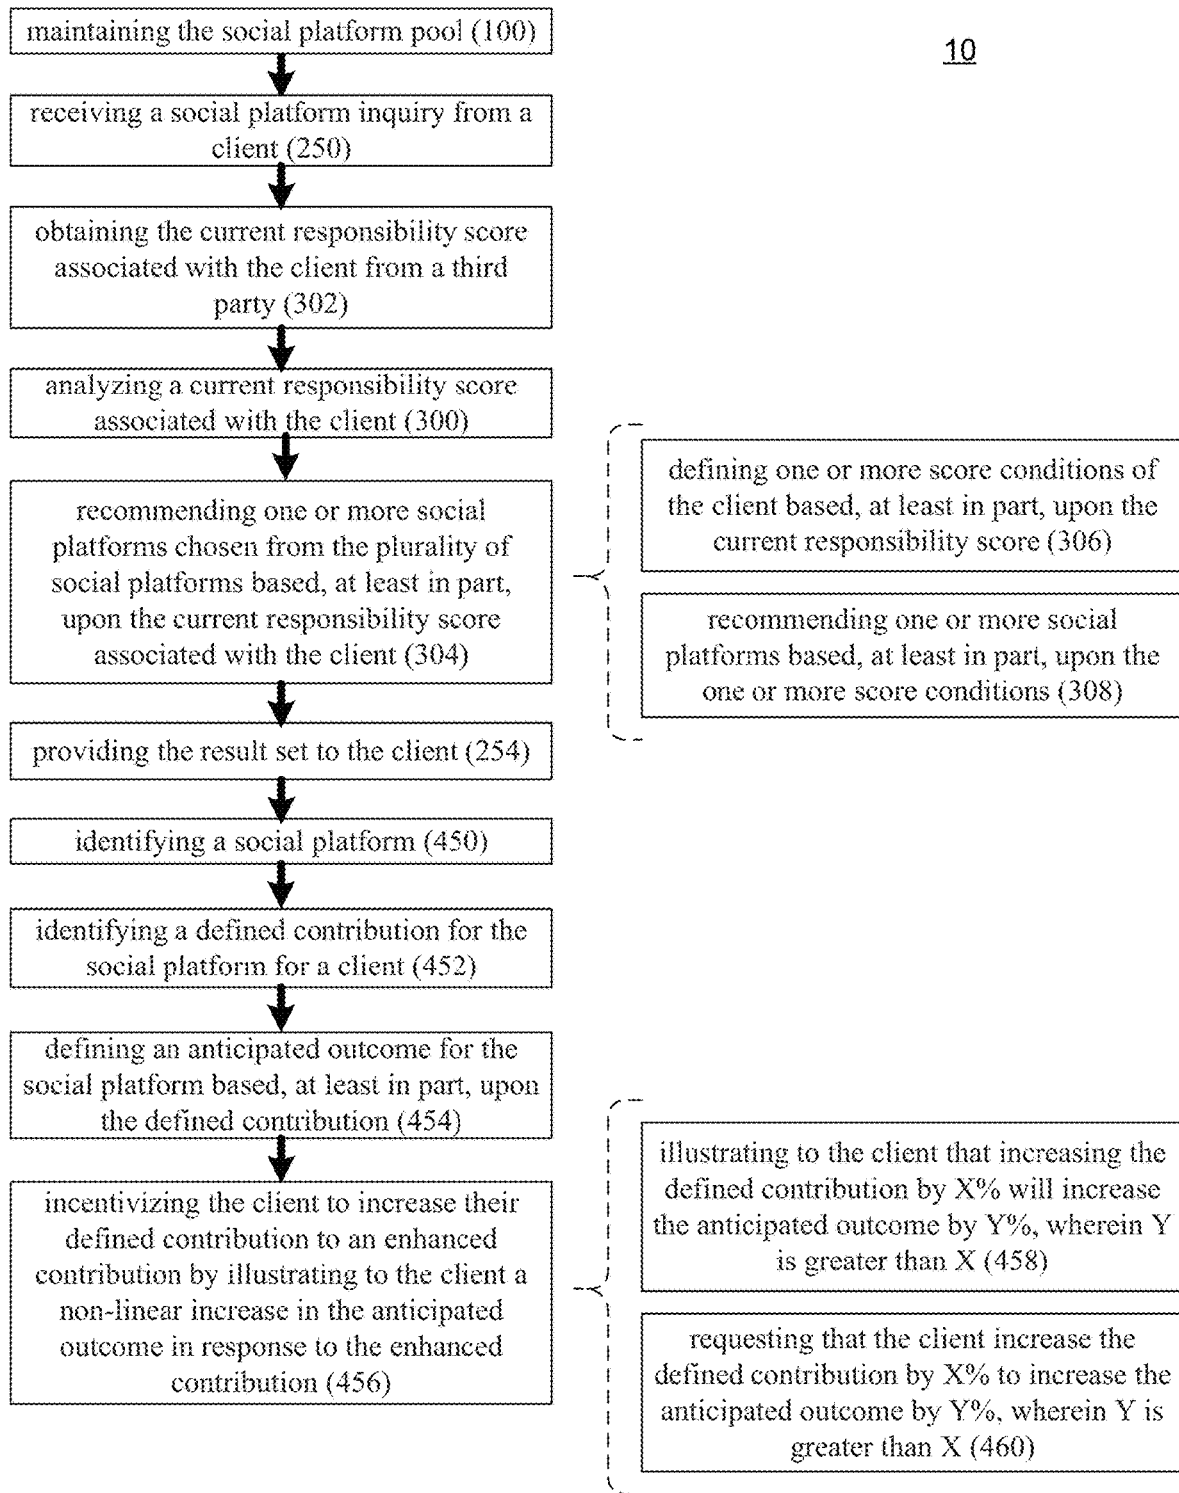 maintaining the social platform pool (100)
10
receiving a social platform inquiry from a
client (250)
obtaining the current responsibility score
associated with the client from a third
party (302)
analyzing a current responsibility score
associated with the client (300)
recommending one or more social
platforms chosen from the plurality of
social platforms based, at least in part,
upon the current responsibility score
associated with the client (304)
defining one or more score conditions of
the client based, at least in part, upon the
current responsibility score (306)
recommending one or more social
platforms based, at least in part, upon
the one or more score conditions (308)
providing the result set to the client (254)
identifying a social platform (450)
identifying a defined contribution for the
social platform for a client (452)
defining an anticipated outcome for the
social platform based, at least in part, upon
the defined contribution (454)
incentivizing the client to increase their
defined contribution to an enhanced
contribution by illustrating to the client a
non-linear increase in the anticipated
outcome in response to the enhanced
contribution (456)
illustrating to the client that increasing the
defined contribution by X% will increase
the anticipated outcome by Y%, wherein Y
is greater than X (458)
requesting that the client increase the
defined contribution by X% to increase the
anticipated outcome by Y%, wherein Y is
greater than X (460)